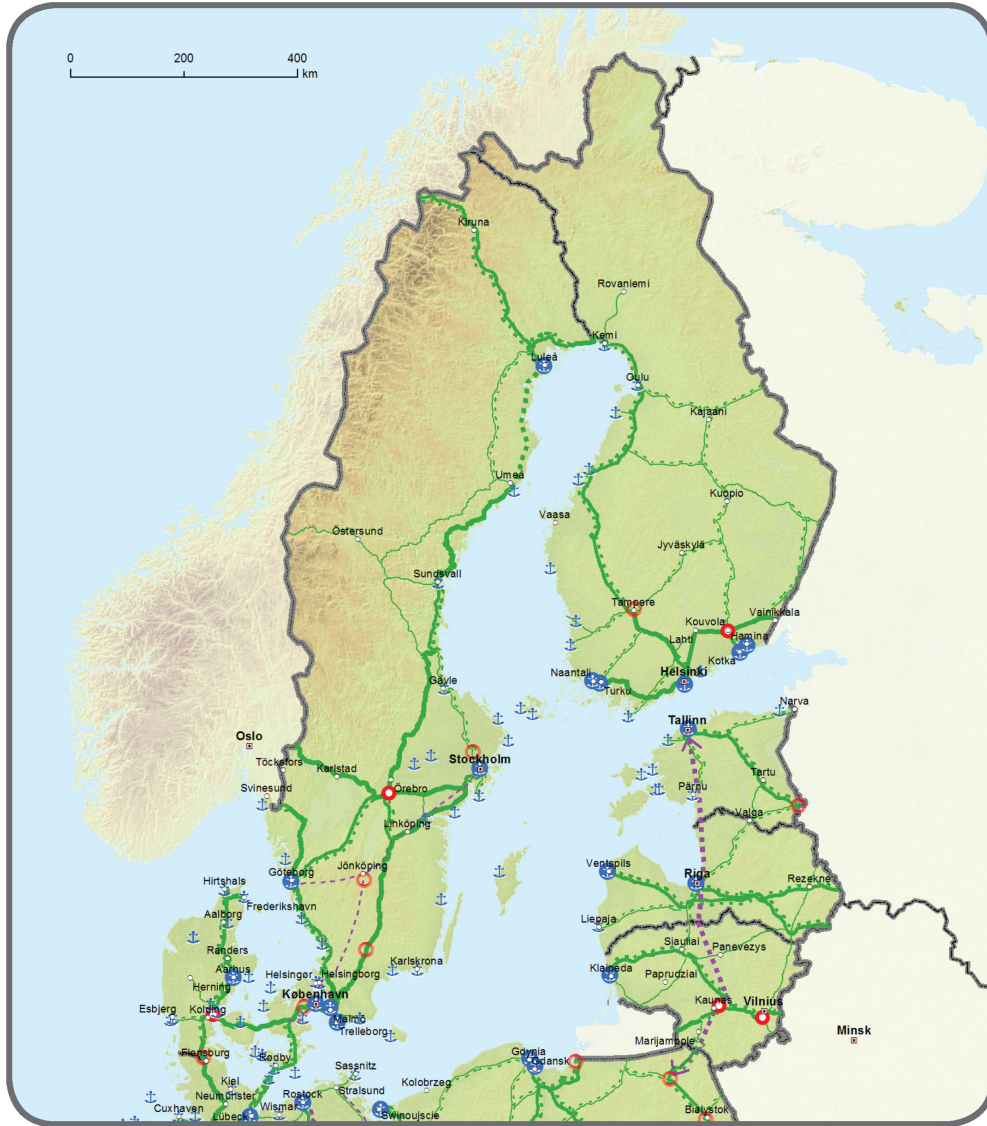 0 200 400
km
Kiruna
Rovaniemi
Kemi
Luleå
Oulu
Kajaani
Umeå
Kuopio
Vaasa
Östersund
Jyväskylä
Sundsvall
Tampere
Vainikkala
Kouvola
Hamina
Lahti
Kotka
Naantali
Helsinki
Turku
Gävle
Narva
Tallinn
Oslo
Stockholm
Töcksfors
Karlstad
Tartu
Svinesund
Örebro
Pärnu
Linköping
Valga
Ventspils
Jönköping
Riga
Göteborg
Rezekne
Hirtshals
Frederikshavn
Aalborg
Liepaja
Siauliai
Panevezys
Randers
Karlskrona
Aarhus
Helsingør
Helsingborg
Klaipeda
Paprudziai
Herning
København
Kaunas
Vilnius
Esbjerg
Kolding
Malmö
Trelleborg
Minsk
Marijampole
Flensburg
Gdynia
Gdansk
Rødby
Sassnitz
Kiel
Stralsund
Kolobrzeg
Neumünster
Rostock
Bialystok
Cuxhaven
Wismar
Lübeck
Swinoujscie